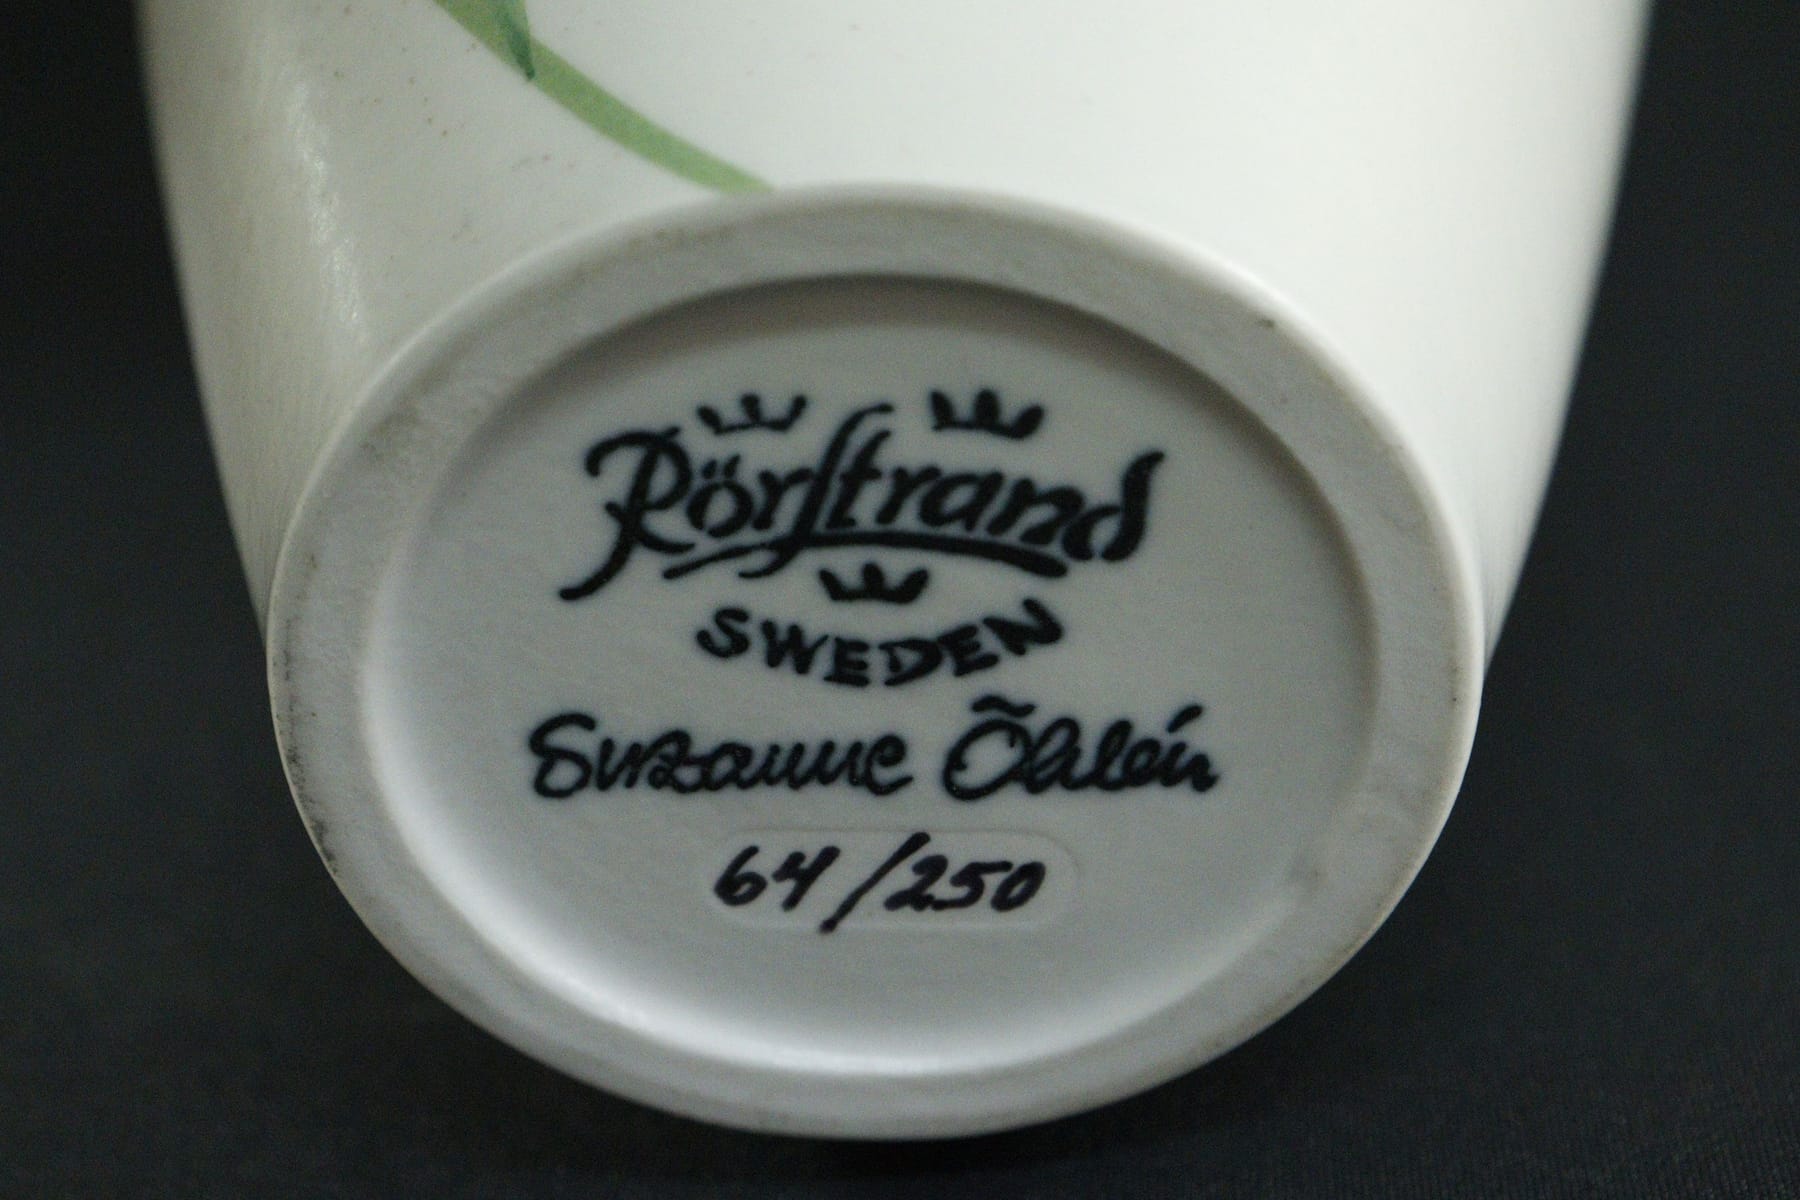 Rörstrand
SWEDEN
Suzanne Öhlén
64/250